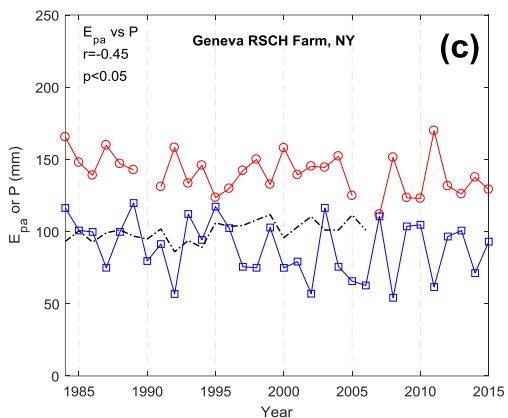 E_pa vs P
r=-0.45
p<0.05
Geneva RSCH Farm, NY
(c)
E_pa or P (mm)
250
200
150
100
50
0
1985 1990 1995 2000 2005 2010 2015
Year